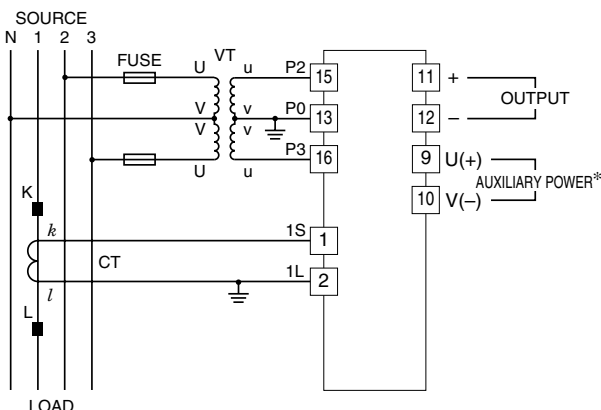 SOURCE
N 1 2 3
FUSE
VT
U u P2 15
V P0 13
V v
v
U u P3 16
11 +
OUTPUT
12 −
9 U(+)
AUXILIARY POWER*
10 V(−)
K
k 1S 1
CT
l 1L 2
L
LOAD